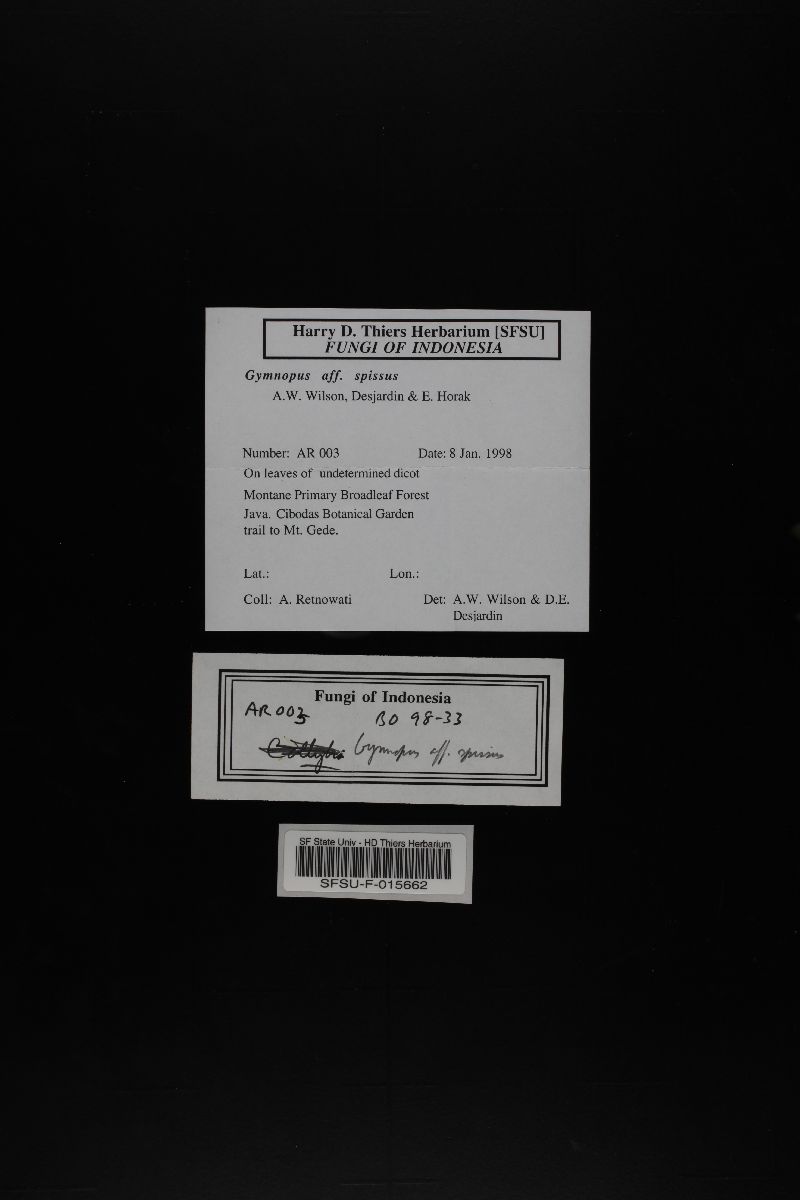 Harry D. Thiers Herbarium [SFSU]
FUNGI OF INDONESIA
Gymnopus aff. spissus
A.W. Wilson, Desjardin & E. Horak
Number: AR 003 Date: 8 Jan. 1998
On leaves of undetermined dicot
Montane Primary Broadleaf Forest
Java. Cibodas Botanical Garden
trail to Mt. Gede.
Lat.: Lon.:
Coll: A. Retnowati Det: A.W. Wilson & D.E.
Desjardin
Fungi of Indonesia
AR 003 BO 98-33
Collybia Gymnopus aff. spissus
SF State Univ - HD Thiers Herbarium
SFSU-F-015662